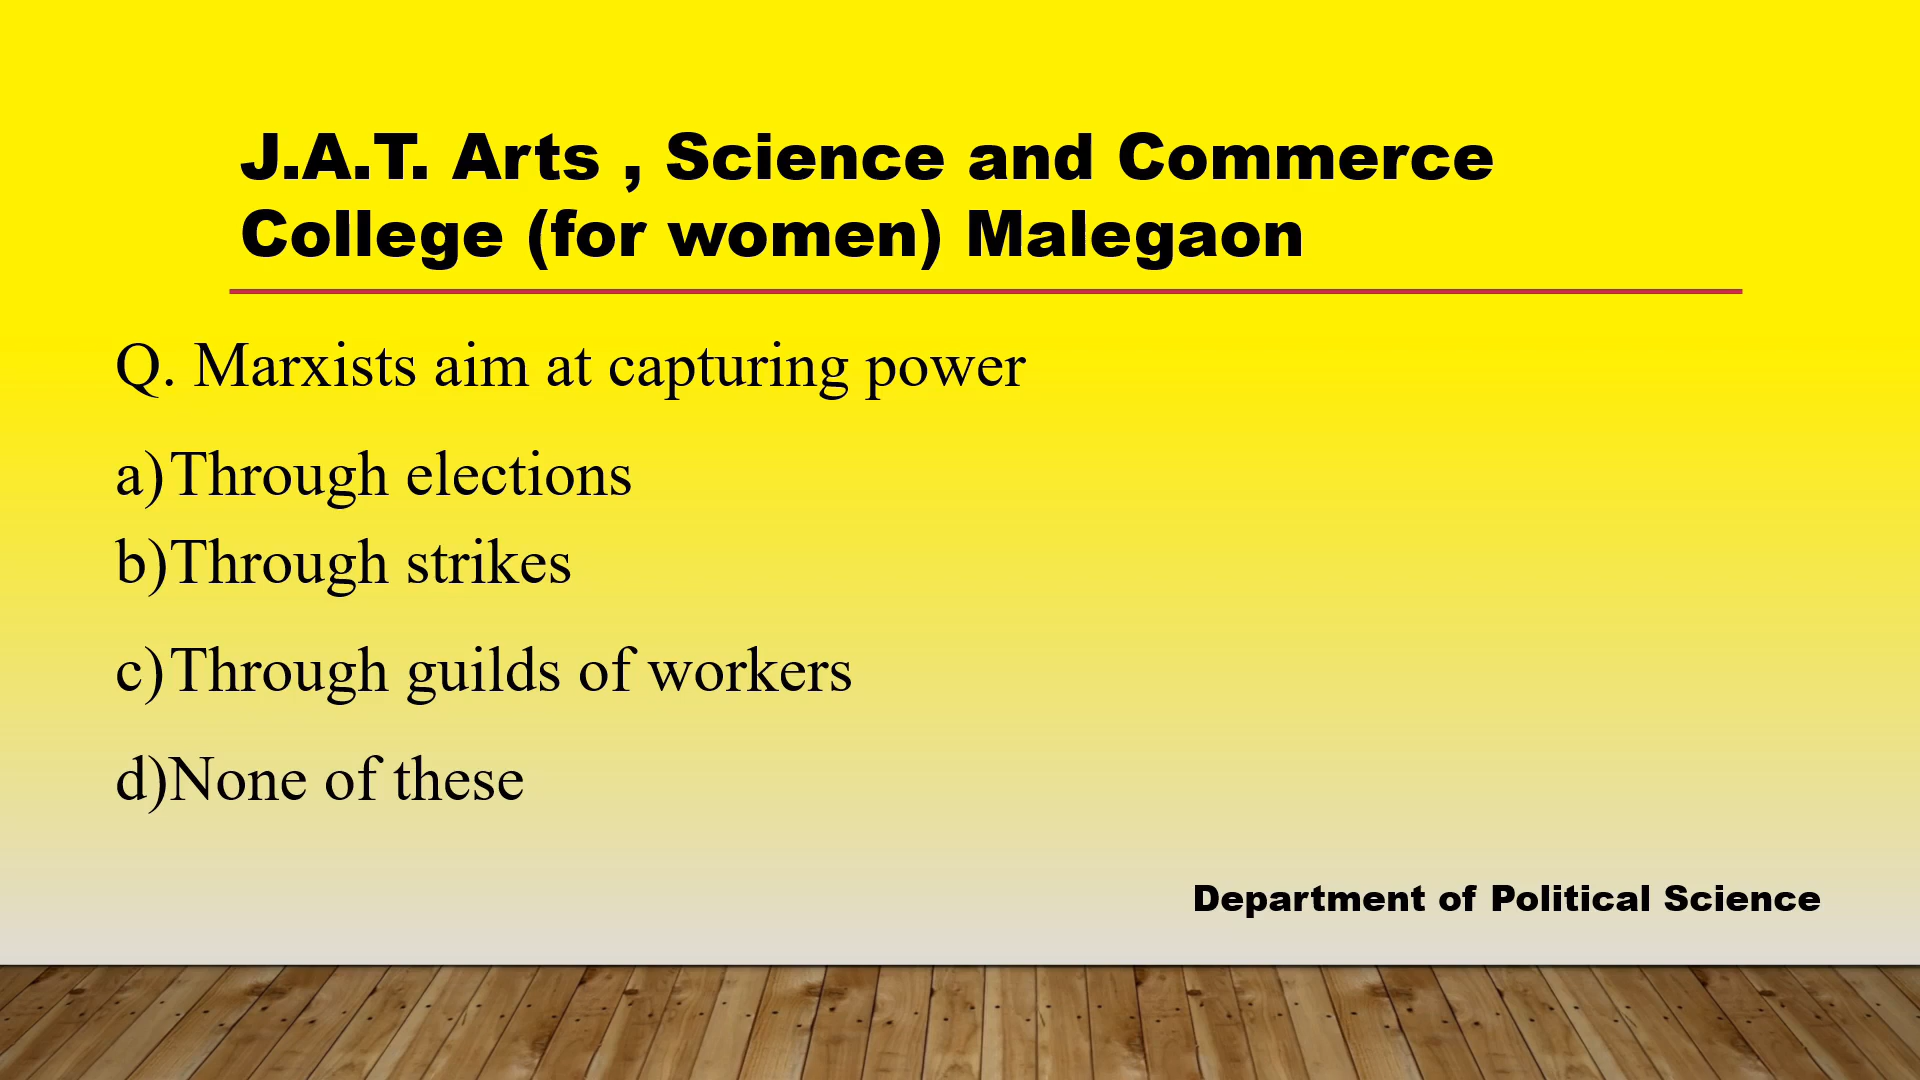 J.A.T. Arts , Science and Commerce
College (for women) Malegaon
Q. Marxists aim at capturing power
a) Through elections
b) Through strikes
c) Through guilds of workers
d) None of these
Department of Political Science